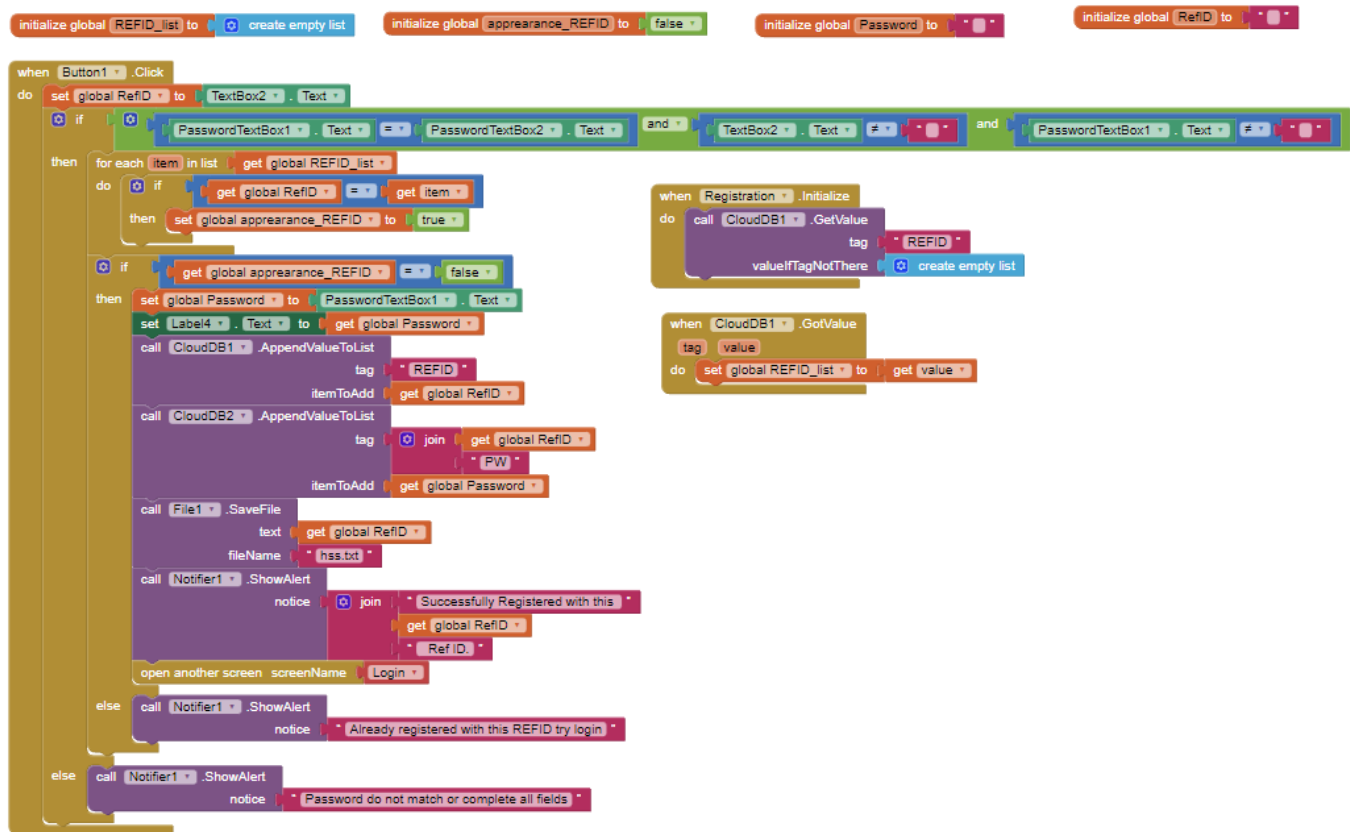 initialize global REFID_list to create empty list
initialize global apprearance_REFID to false
initialize global Password to " "
initialize global RefID to " "
when Button1 .Click
do set global RefID to TextBox2 . Text
if PasswordTextBox1 . Text = PasswordTextBox2 . Text and TextBox2 . Text ≠ " " and PasswordTextBox1 . Text ≠ " "
then for each item in list get global REFID_list
do if get global RefID = get item
then set global apprearance_REFID to true
if get global apprearance_REFID = false
then set global Password to PasswordTextBox1 . Text
set Label4 . Text to get global Password
call CloudDB1 .AppendValueToList
tag " REFID "
itemToAdd get global RefID
call CloudDB2 .AppendValueToList
tag join get global RefID
" PW "
itemToAdd get global Password
call File1 .SaveFile
text get global RefID
fileName " hss.txt "
call Notifier1 .ShowAlert
notice join " Successfully Registered with this "
get global RefID
" Ref ID. "
open another screen screenName Login
else call Notifier1 .ShowAlert
notice " Already registered with this REFID try login "
else call Notifier1 .ShowAlert
notice " Password do not match or complete all fields "
when Registration .Initialize
do call CloudDB1 .GetValue
tag " REFID "
valueIfTagNotThere create empty list
when CloudDB1 .GotValue
tag value
do set global REFID_list to get value